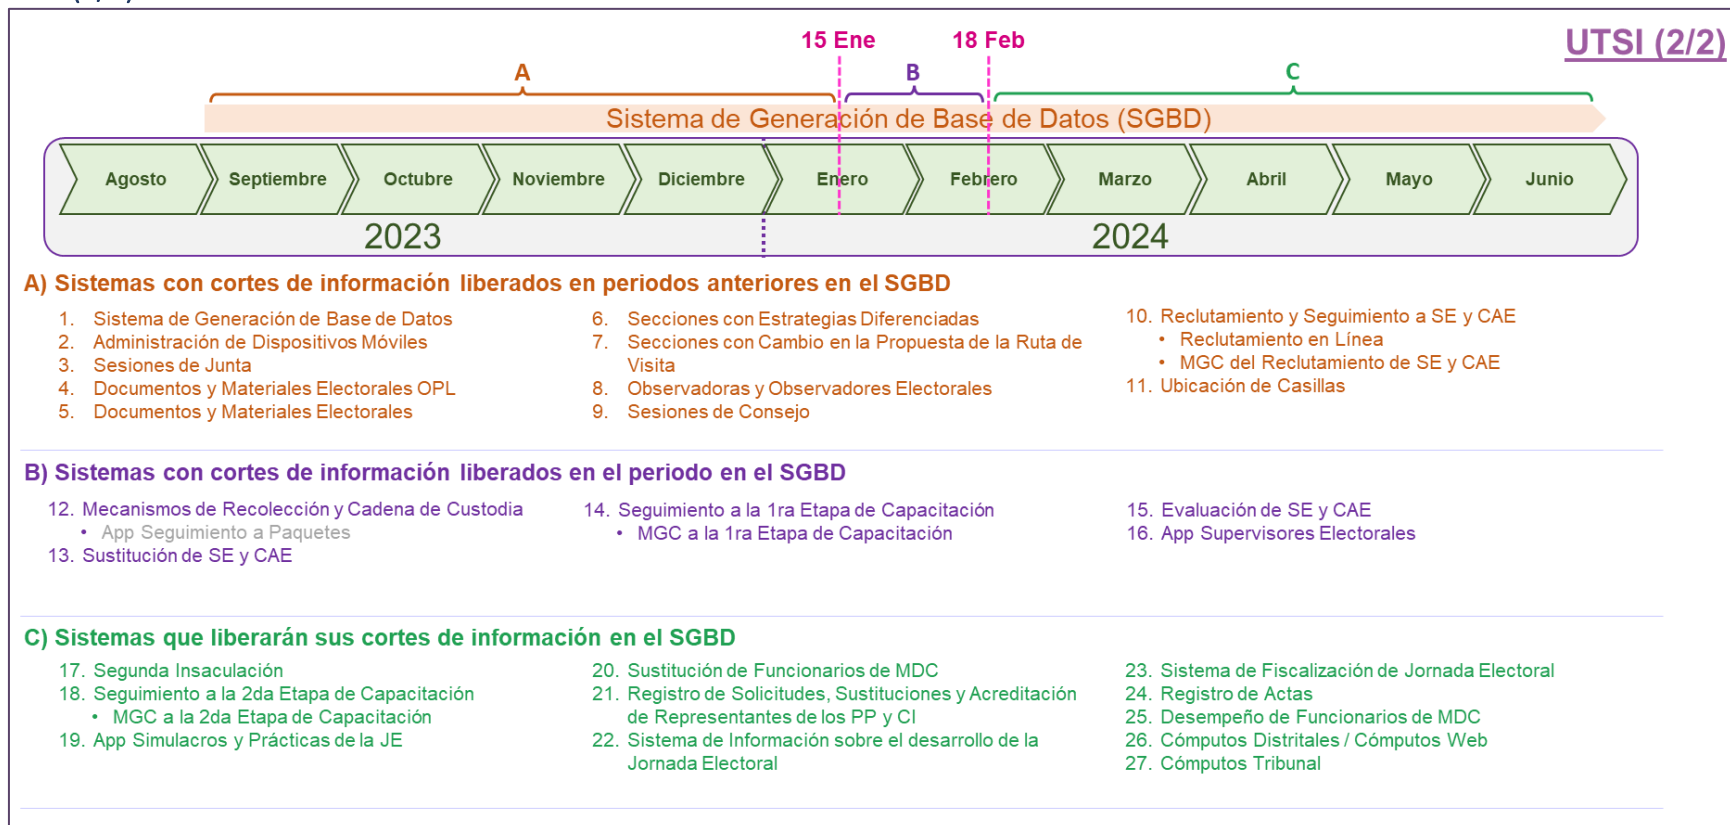 15 Ene
18 Feb
UTSI (2/2)
A
B
C
Sistema de Generación de Base de Datos (SGBD)
Agosto
Septiembre
Octubre
Noviembre
Diciembre
Enero
Febrero
Marzo
Abril
Mayo
Junio
2023
2024
A) Sistemas con cortes de información liberados en periodos anteriores en el SGBD
1. Sistema de Generación de Base de Datos
2. Administración de Dispositivos Móviles
3. Sesiones de Junta
4. Documentos y Materiales Electorales OPL
5. Documentos y Materiales Electorales
6. Secciones con Estrategias Diferenciadas
7. Secciones con Cambio en la Propuesta de la Ruta de
Visita
8. Observadoras y Observadores Electorales
9. Sesiones de Consejo
10. Reclutamiento y Seguimiento a SE y CAE
• Reclutamiento en Línea
• MGC del Reclutamiento de SE y CAE
11. Ubicación de Casillas
B) Sistemas con cortes de información liberados en el periodo en el SGBD
12. Mecanismos de Recolección y Cadena de Custodia
• App Seguimiento a Paquetes
13. Sustitución de SE y CAE
14. Seguimiento a la 1ra Etapa de Capacitación
• MGC a la 1ra Etapa de Capacitación
15. Evaluación de SE y CAE
16. App Supervisores Electorales
C) Sistemas que liberarán sus cortes de información en el SGBD
17. Segunda Insaculación
18. Seguimiento a la 2da Etapa de Capacitación
• MGC a la 2da Etapa de Capacitación
19. App Simulacros y Prácticas de la JE
20. Sustitución de Funcionarios de MDC
21. Registro de Solicitudes, Sustituciones y Acreditación
de Representantes de los PP y CI
22. Sistema de Información sobre el desarrollo de la
Jornada Electoral
23. Sistema de Fiscalización de Jornada Electoral
24. Registro de Actas
25. Desempeño de Funcionarios de MDC
26. Cómputos Distritales / Cómputos Web
27. Cómputos Tribunal